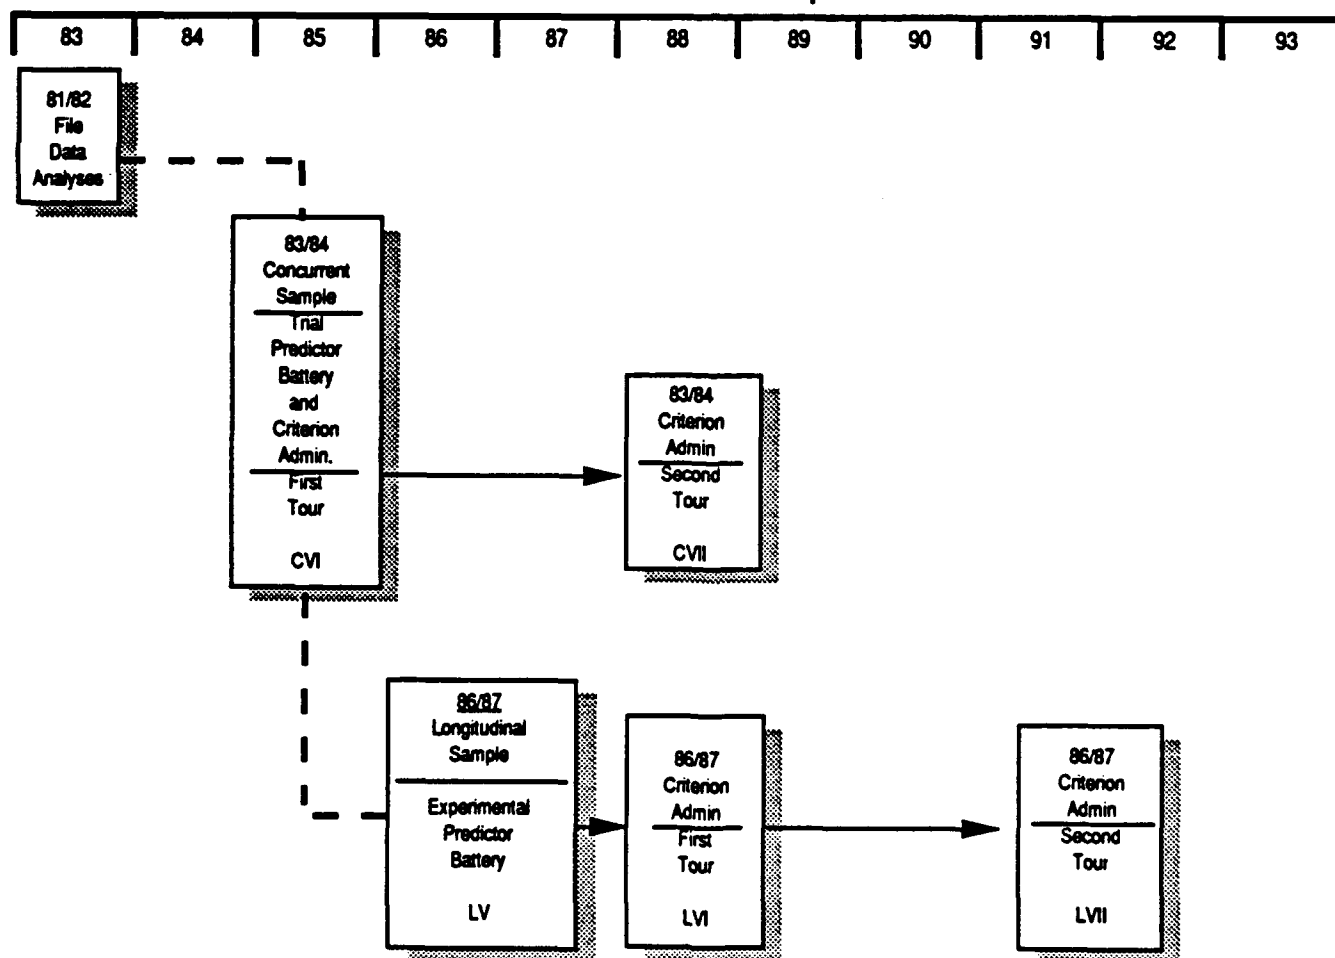 83 84 85 86 87 88 89 90 91 92 93
81/82
File
Data
Analyses
83/84
Concurrent
Sample
Trial
Predictor
Battery
and
Criterion
Admin.
First
Tour
CVI
83/84
Criterion
Admin
Second
Tour
CVII
86/87
Longitudinal
Sample
Experimental
Predictor
Battery
LV
86/87
Criterion
Admin
First
Tour
LVI
86/87
Criterion
Admin
Second
Tour
LVII